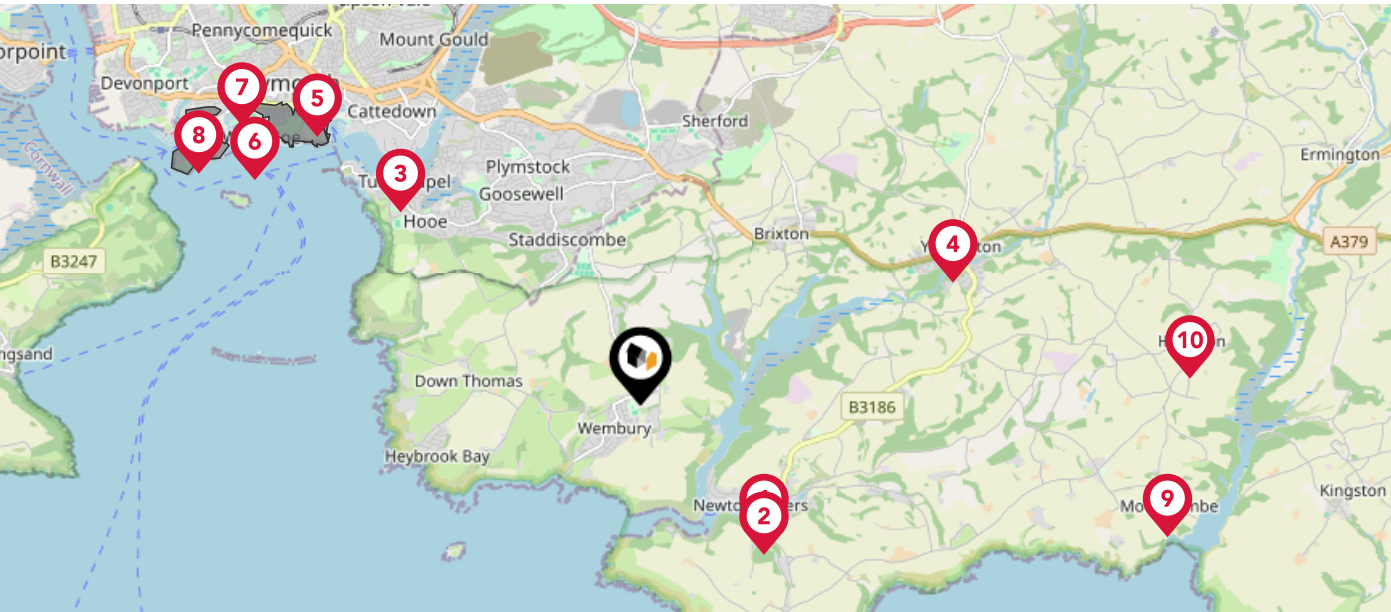 Pennycomequick
Mount Gould
Devonport
7
5
Cattedown
8
6
Sherford
Cornwall
Ermington
Plymstock
3
Goosewell
Hooe
Staddiscombe
Brixton
4
A379
B3247
10
Down Thomas
B3186
Wembury
Heybrook Bay
Kingston
9
2